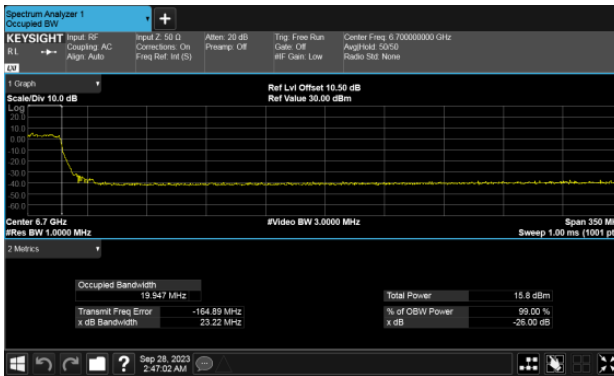 Spectrum Analyzer 1
Occupied BW
+
KEYSIGHT
RL
LXI
Input: RF
Coupling: AC
Align: Auto
Input Z: 50 Ω
Corrections: On
Freq Ref: Int (S)
Atten: 20 dB
Preamp: Off
Trig: Free Run
Gate: Off
#IF Gain: Low
Center Freq: 6.700000000 GHz
Avg|Hold: 50/50
Radio Std: None
1 Graph
Scale/Div 10.0 dB
Ref Lvl Offset 10.50 dB
Ref Value 30.00 dBm
Log
20.0
10.0
0.00
-10.0
-20.0
-30.0
-40.0
-50.0
-60.0
Center 6.7 GHz
#Res BW 1.0000 MHz
#Video BW 3.0000 MHz
Span 350 MH
Sweep 1.00 ms (1001 pt
2 Metrics
Occupied Bandwidth
19.947 MHz
Transmit Freq Error -164.89 MHz
x dB Bandwidth 23.22 MHz
Total Power 15.8 dBm
% of OBW Power 99.00 %
x dB -26.00 dB
?
Sep 28, 2023
2:47:02 AM